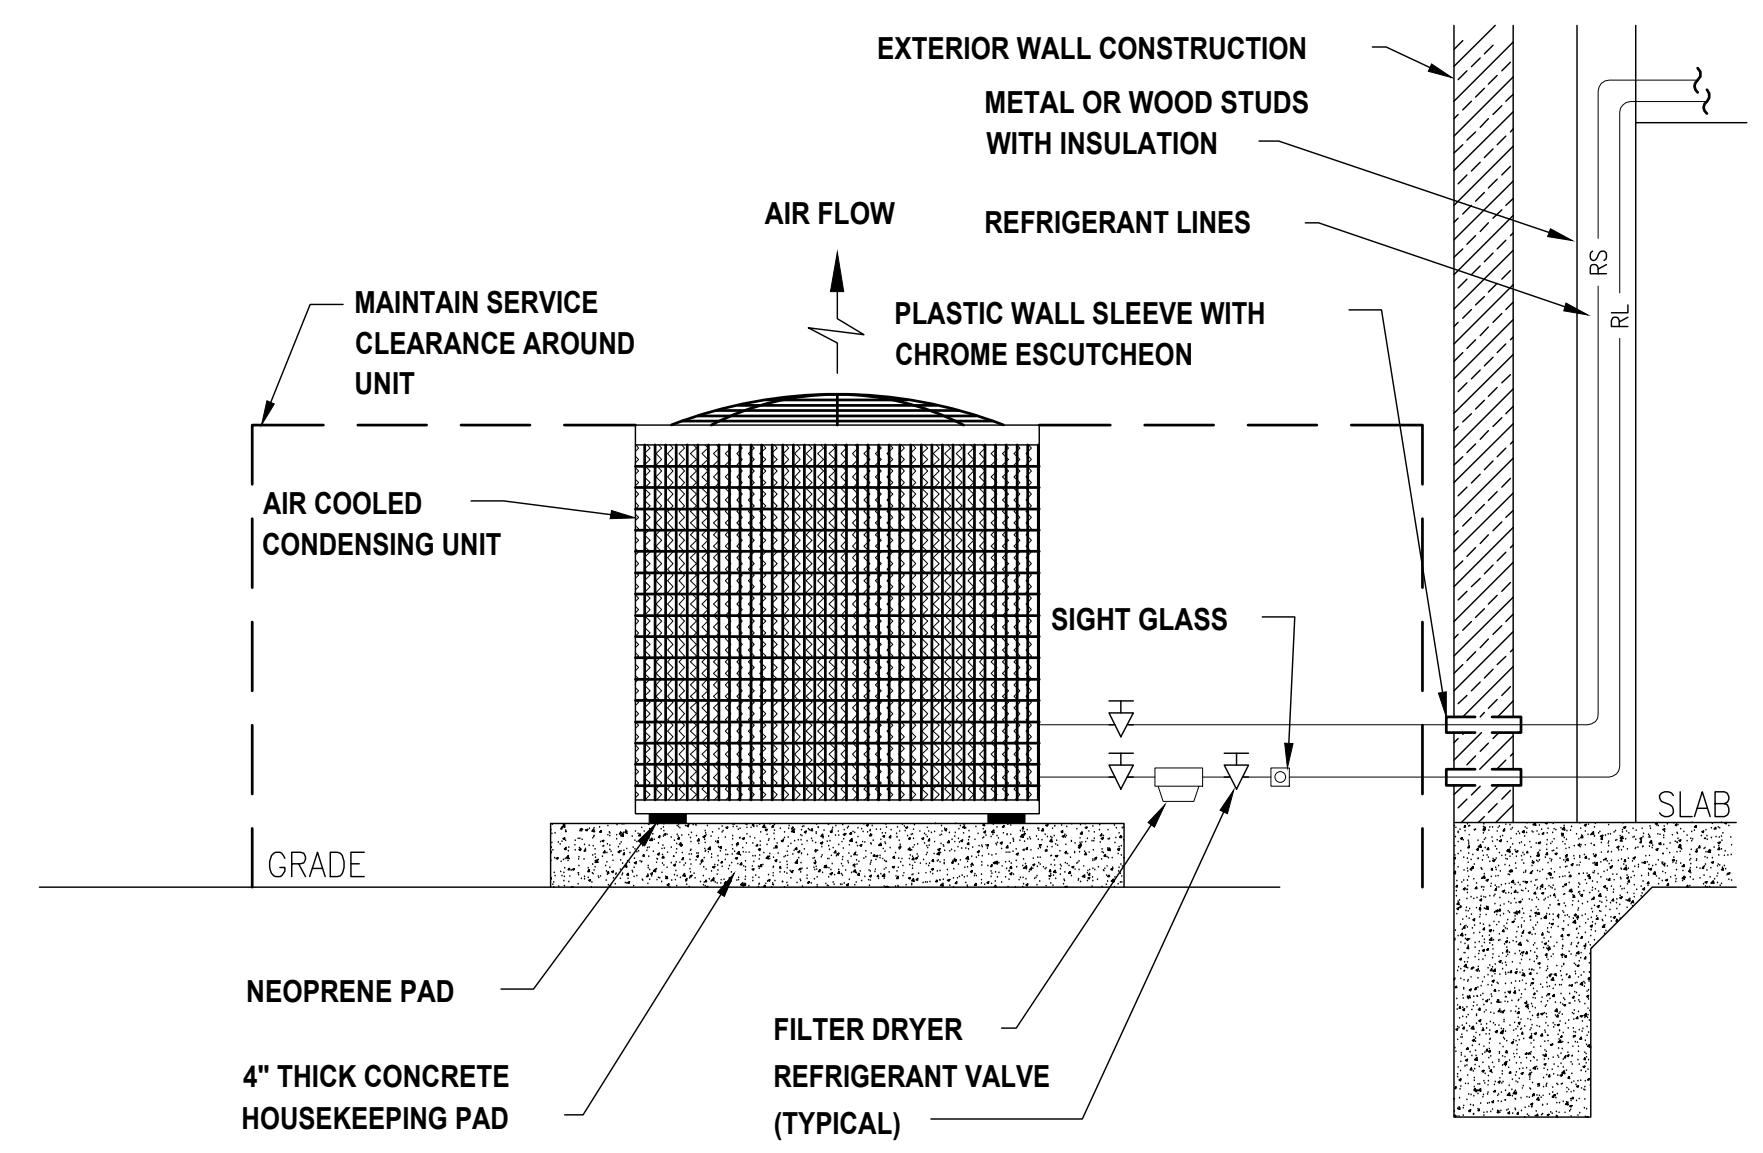 EXTERIOR WALL CONSTRUCTION
METAL OR WOOD STUDS
WITH INSULATION
AIR FLOW
REFRIGERANT LINES
RS
RL
MAINTAIN SERVICE
CLEARANCE AROUND
UNIT
PLASTIC WALL SLEEVE WITH
CHROME ESCUTCHEON
AIR COOLED
CONDENSING UNIT
SIGHT GLASS
SLAB
GRADE
NEOPRENE PAD
FILTER DRYER
4" THICK CONCRETE
HOUSEKEEPING PAD
REFRIGERANT VALVE
(TYPICAL)